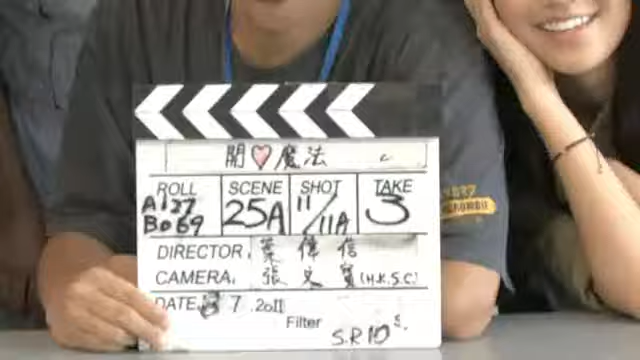 開♥魔法
ROLL SCENE SHOT TAKE
A127 25A 11/11A 3
B069
DIRECTOR. 葉偉信
CAMERA. 張文寶(H.K.S.C)
DATE 7 .2011
Filter
S.R 10 S.